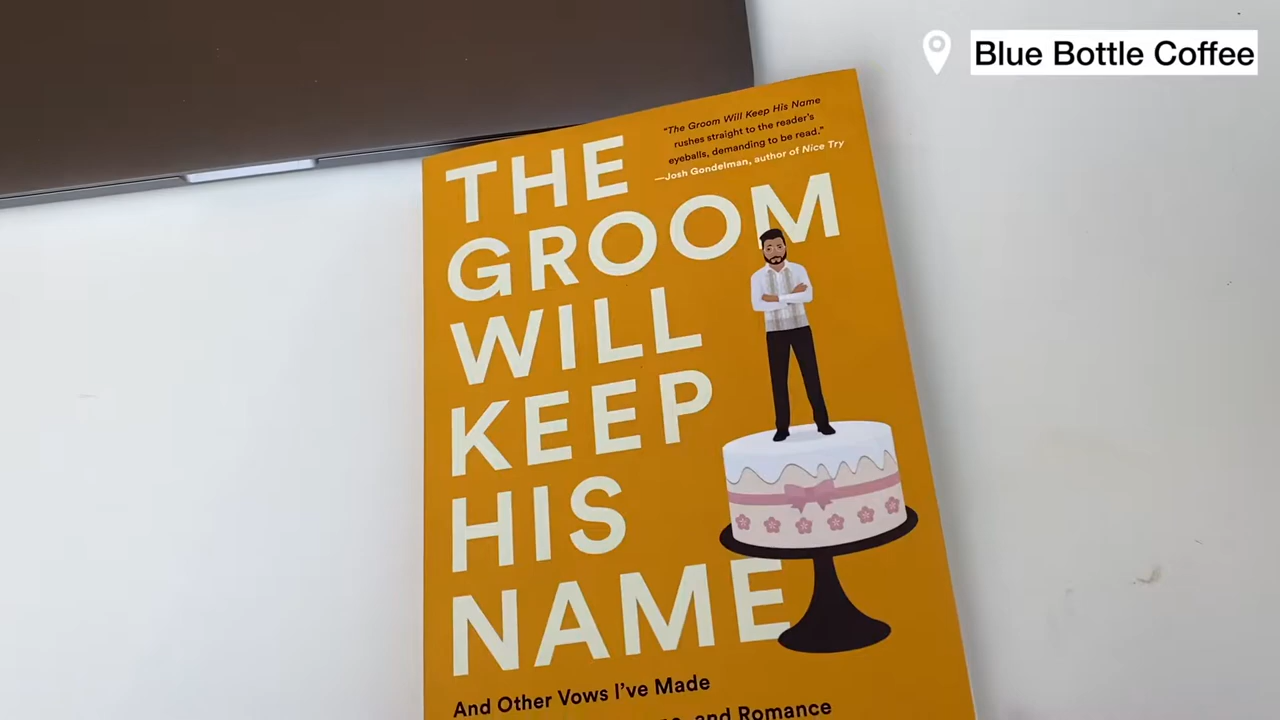 Blue Bottle Coffee
"The Groom Will Keep His Name
rushes straight to the reader's
eyeballs, demanding to be read."
—Josh Gondelman, author of Nice Try
THE
GROOM
WILL
KEEP
HIS
NAME
And Other Vows I've Made
and Romance